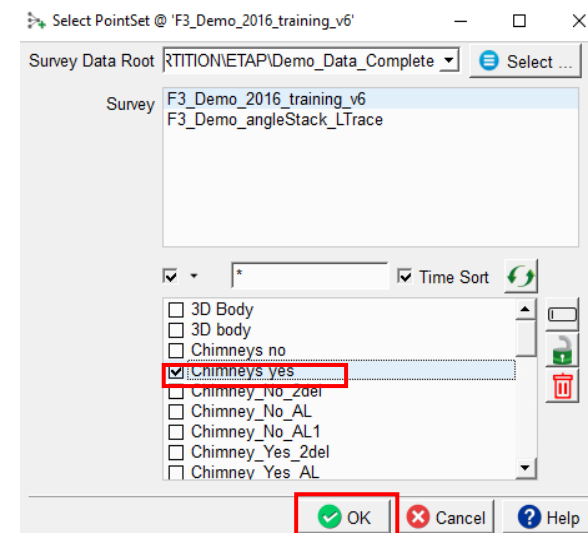 Select PointSet @ 'F3_Demo_2016_training_v6'
Survey Data Root RTITION\ETAP\Demo_Data_Complete Select ...
Survey F3_Demo_2016_training_v6
F3_Demo_angleStack_LTrace
* Time Sort
3D Body
3D body
Chimneys no
Chimneys yes
Chimney_No_2del
Chimney_No_AL
Chimney_No_AL1
Chimney_Yes_2del
Chimney_Yes_AL
OK Cancel ? Help